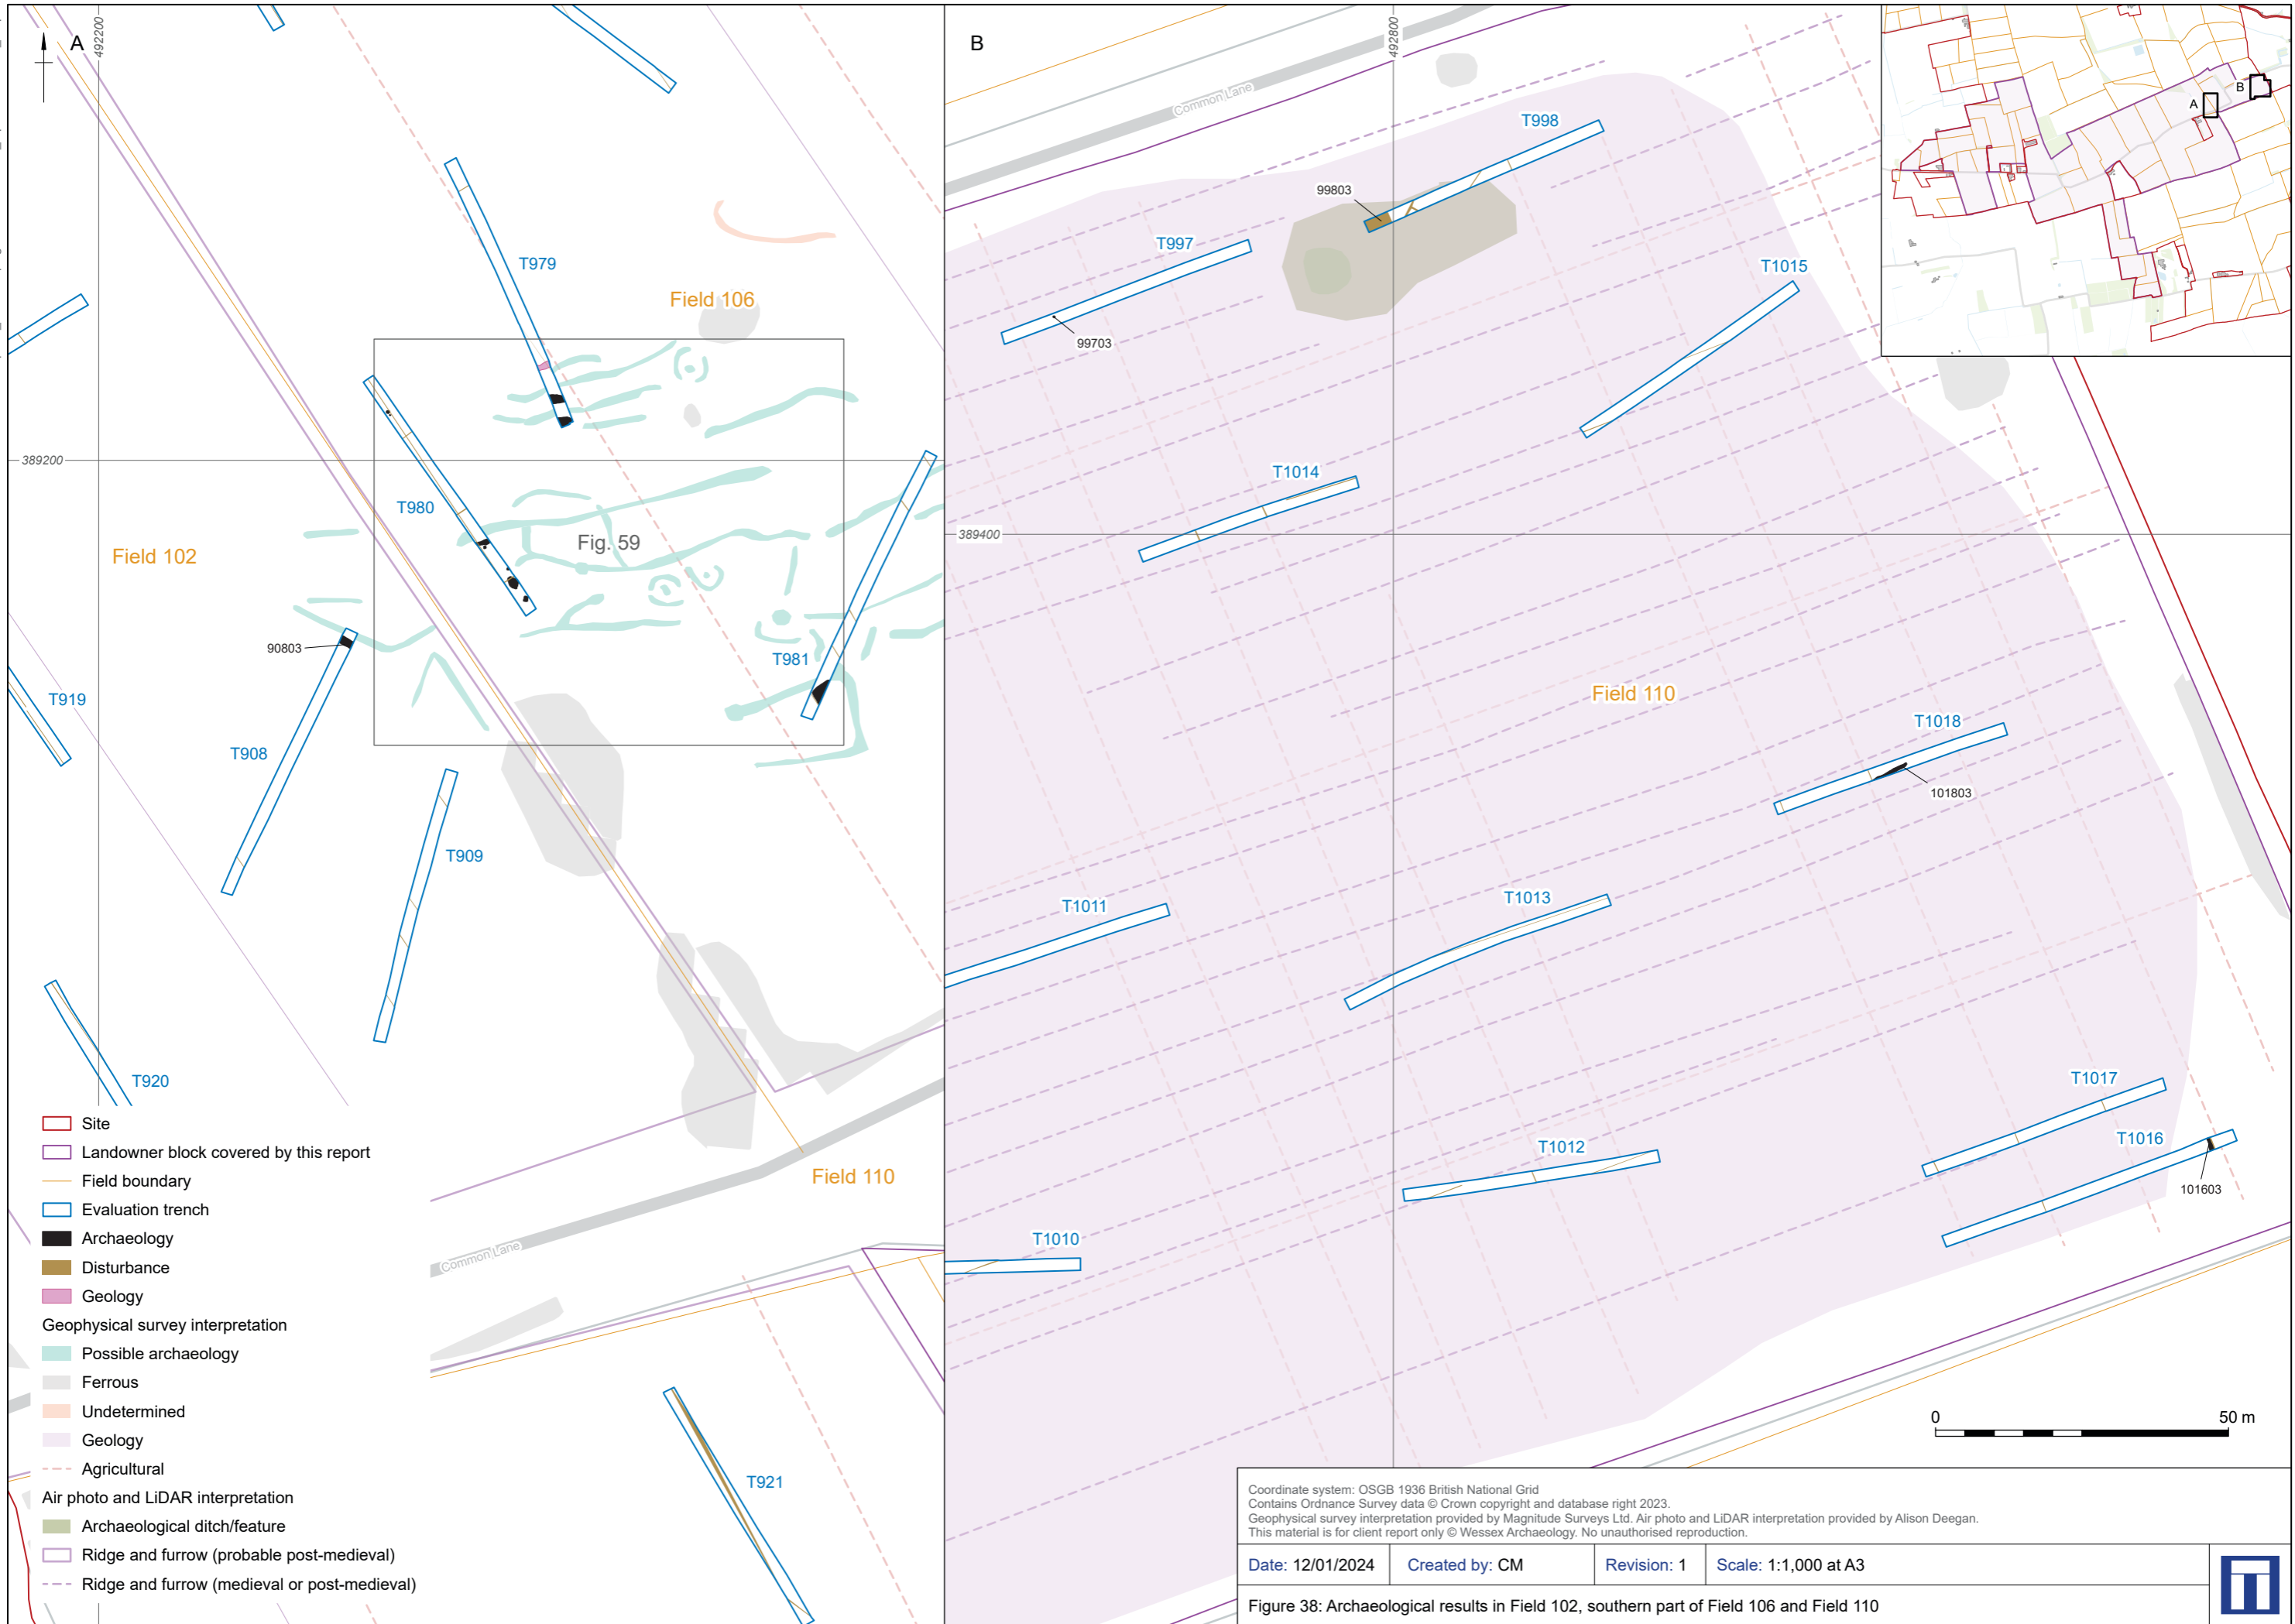 A
492200
T979
Field 106
389200
T980
Fig. 59
Field 102
90803
T981
T919
T908
T909
T920
Field 110
Common Lane
T921
Site
Landowner block covered by this report
Field boundary
Evaluation trench
Archaeology
Disturbance
Geology
Geophysical survey interpretation
Possible archaeology
Ferrous
Undetermined
Geology
Agricultural
Air photo and LiDAR interpretation
Archaeological ditch/feature
Ridge and furrow (probable post-medieval)
Ridge and furrow (medieval or post-medieval)
B
492800
Common Lane
T998
99803
T997
99703
T1015
T1014
389400
Field 110
T1018
101803
T1013
T1011
T1017
T1016
101603
T1012
T1010
A
B
0 50 m
Coordinate system: OSGB 1936 British National Grid
Contains Ordnance Survey data © Crown copyright and database right 2023.
Geophysical survey interpretation provided by Magnitude Surveys Ltd. Air photo and LiDAR interpretation provided by Alison Deegan.
This material is for client report only © Wessex Archaeology. No unauthorised reproduction.
Date: 12/01/2024 Created by: CM Revision: 1 Scale: 1:1,000 at A3
Figure 38: Archaeological results in Field 102, southern part of Field 106 and Field 110